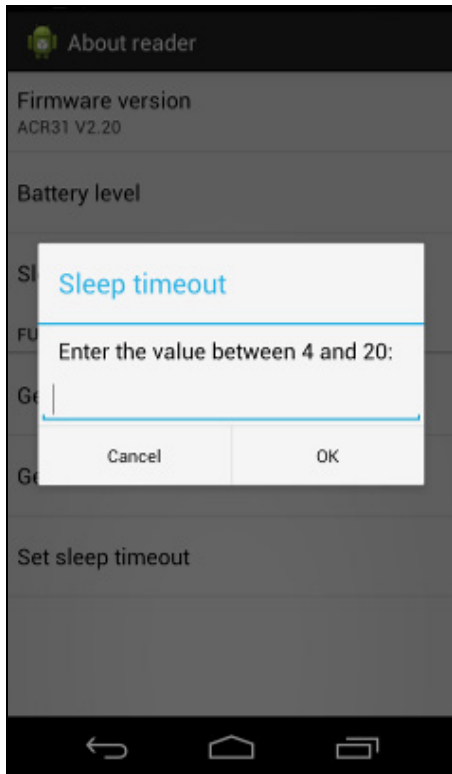 About reader
Firmware version
ACR31 V2.20
Battery level
Sleep timeout
Enter the value between 4 and 20:
Cancel
OK
Set sleep timeout